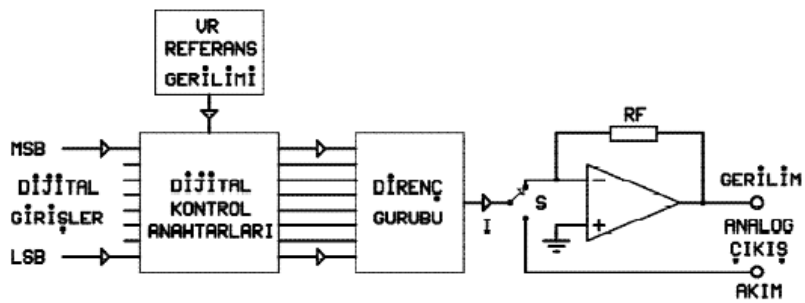 VR
REFERANS
GERİLİMİ
MSB
DİJİTAL
GİRİŞLER
LSB
DİJİTAL
KONTROL
ANAHTARLARI
DİRENÇ
GURUBU
I
S
RF
-
+
GERİLİM
ANALOG
ÇIKIŞ
AKIM